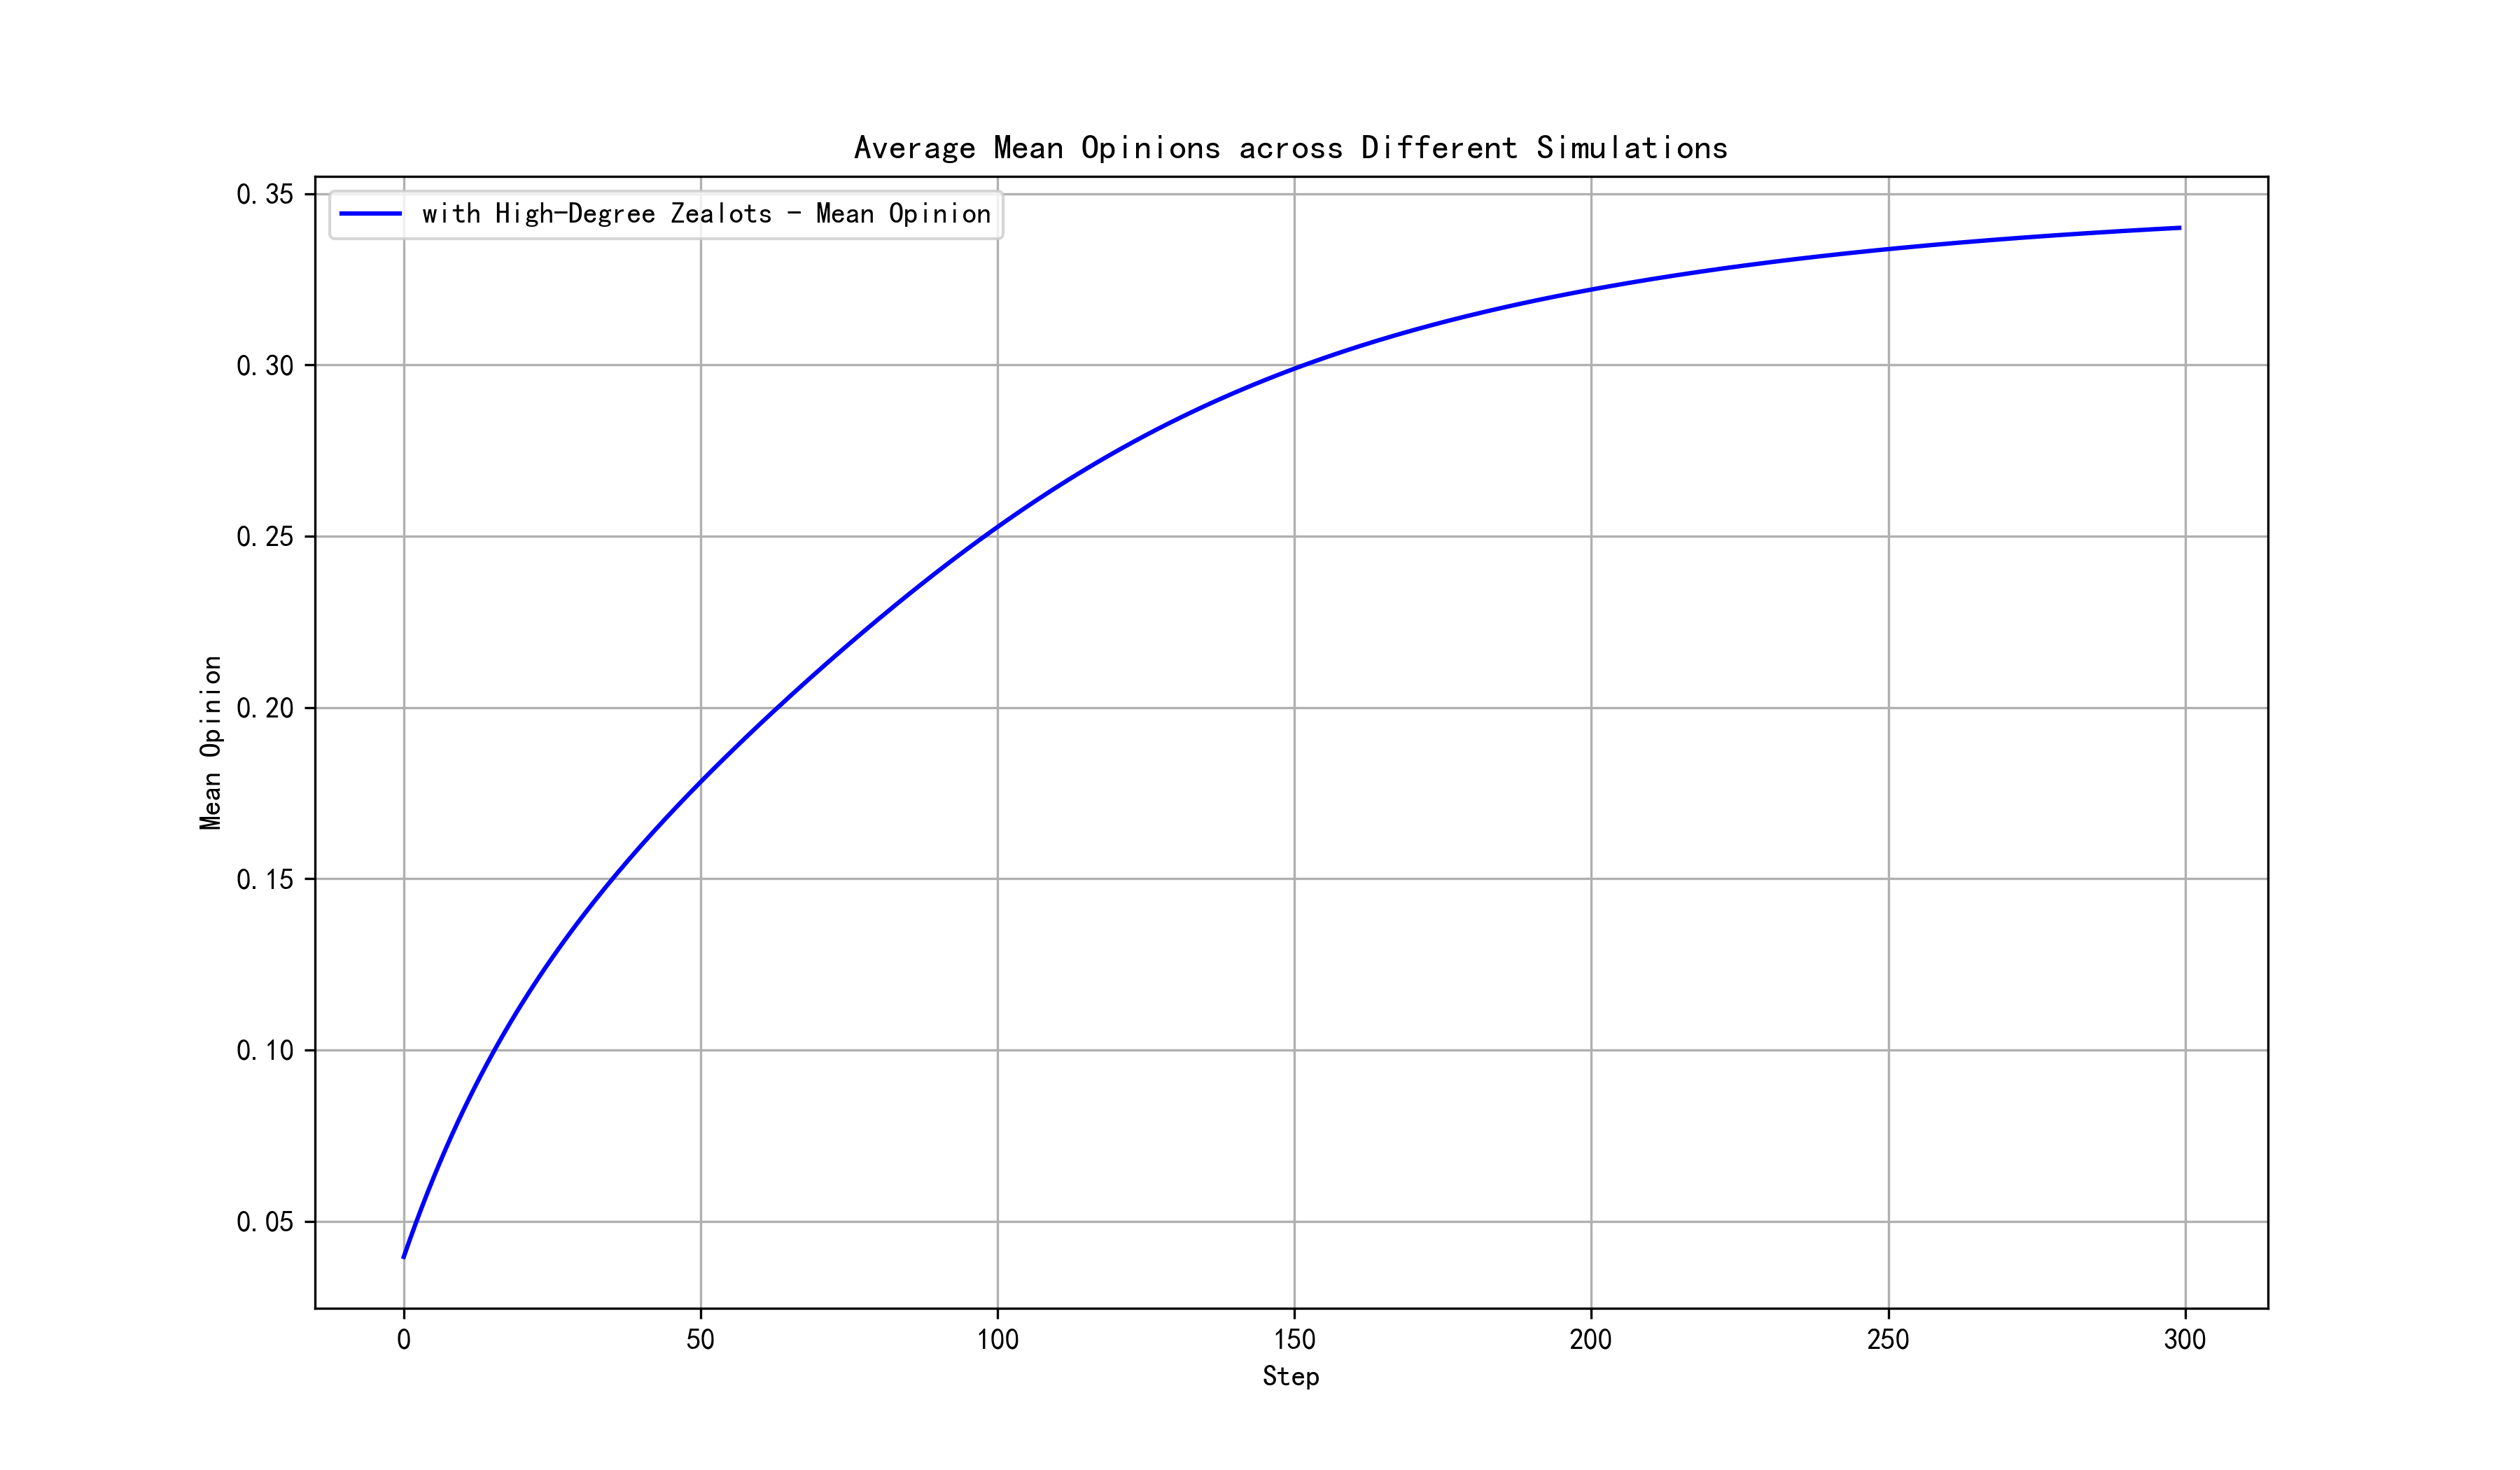 Average Mean Opinions across Different Simulations
with High-Degree Zealots - Mean Opinion
Mean Opinion
0.35
0.30
0.25
0.20
0.15
0.10
0.05
0 50 100 150 200 250 300
Step